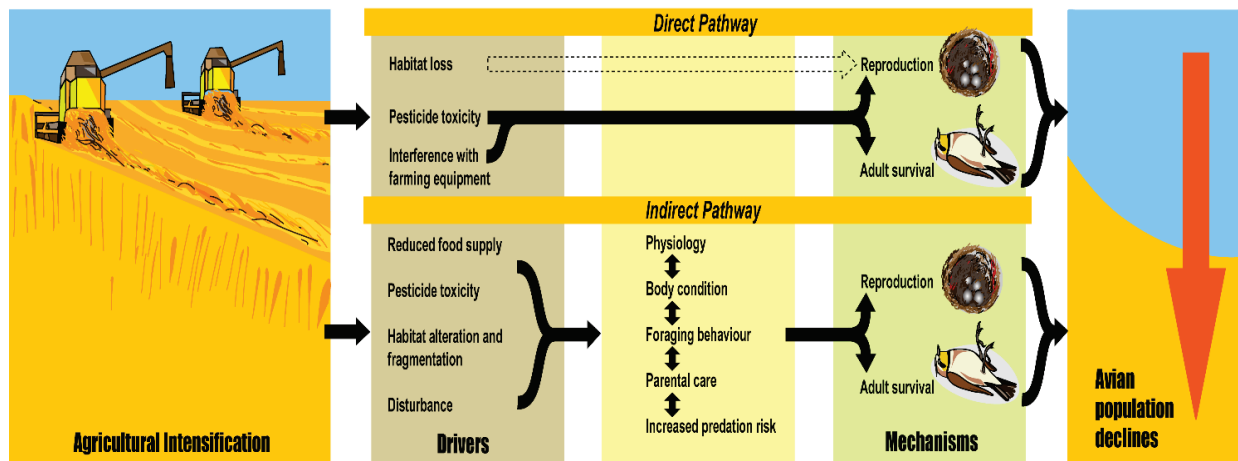 Direct Pathway
Habitat loss
Reproduction
Pesticide toxicity
Interference with
farming equipment
Adult survival
Indirect Pathway
Reduced food supply
Physiology
Pesticide toxicity
Body condition
Reproduction
Habitat alteration and
fragmentation
Foraging behaviour
Parental care
Adult survival
Disturbance
Increased predation risk
Agricultural Intensification
Drivers
Mechanisms
Avian
population
declines